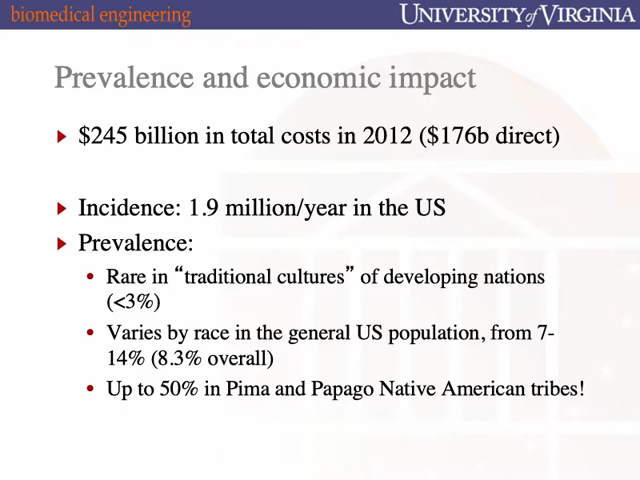 biomedical engineering
UNIVERSITY of VIRGINIA
Prevalence and economic impact
$245 billion in total costs in 2012 ($176b direct)
Incidence: 1.9 million/year in the US
Prevalence:
Rare in “traditional cultures” of developing nations
(<3%)
Varies by race in the general US population, from 7-
14% (8.3% overall)
Up to 50% in Pima and Papago Native American tribes!